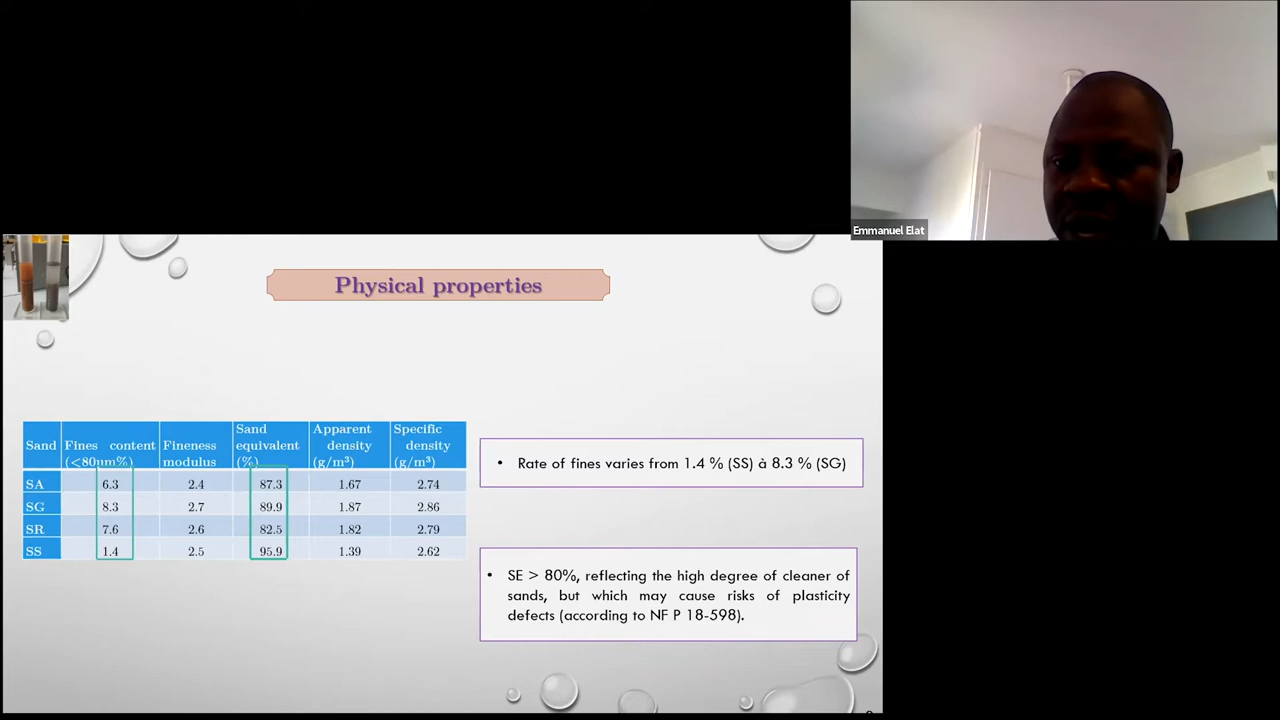 Emmanuel Elat
Physical properties
Sand Fines content (<80µm%) Fineness modulus Sand equivalent (%) Apparent density (g/m³) Specific density (g/m³)
SA 6.3 2.4 87.3 1.67 2.74
SG 8.3 2.7 89.9 1.87 2.86
SR 7.6 2.6 82.5 1.82 2.79
SS 1.4 2.5 95.9 1.39 2.62
• Rate of fines varies from 1.4 % (SS) à 8.3 % (SG)
• SE > 80%, reflecting the high degree of cleaner of
sands, but which may cause risks of plasticity
defects (according to NF P 18-598).